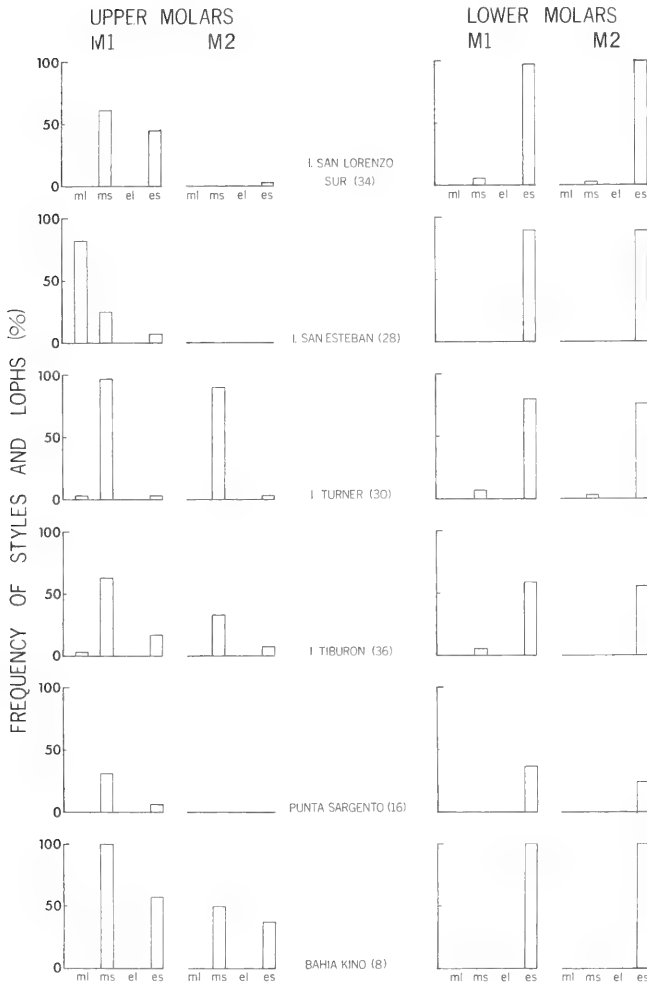 UPPER MOLARS
LOWER MOLARS
M1 M2
M1 M2
FREQUENCY OF STYLES AND LOPHS (%)
100
50
0
ml ms el es
ml ms el es
I. SAN LORENZO
SUR (34)
ml ms el es
ml ms el es
100
50
0
I. SAN ESTEBAN (28)
100
50
0
I TURNER (30)
100
50
0
I TIBURON (36)
100
50
0
PUNTA SARGENTO (16)
100
50
0
ml ms el es
ml ms el es
BAHIA KINO (8)
ml ms el es
ml ms el es